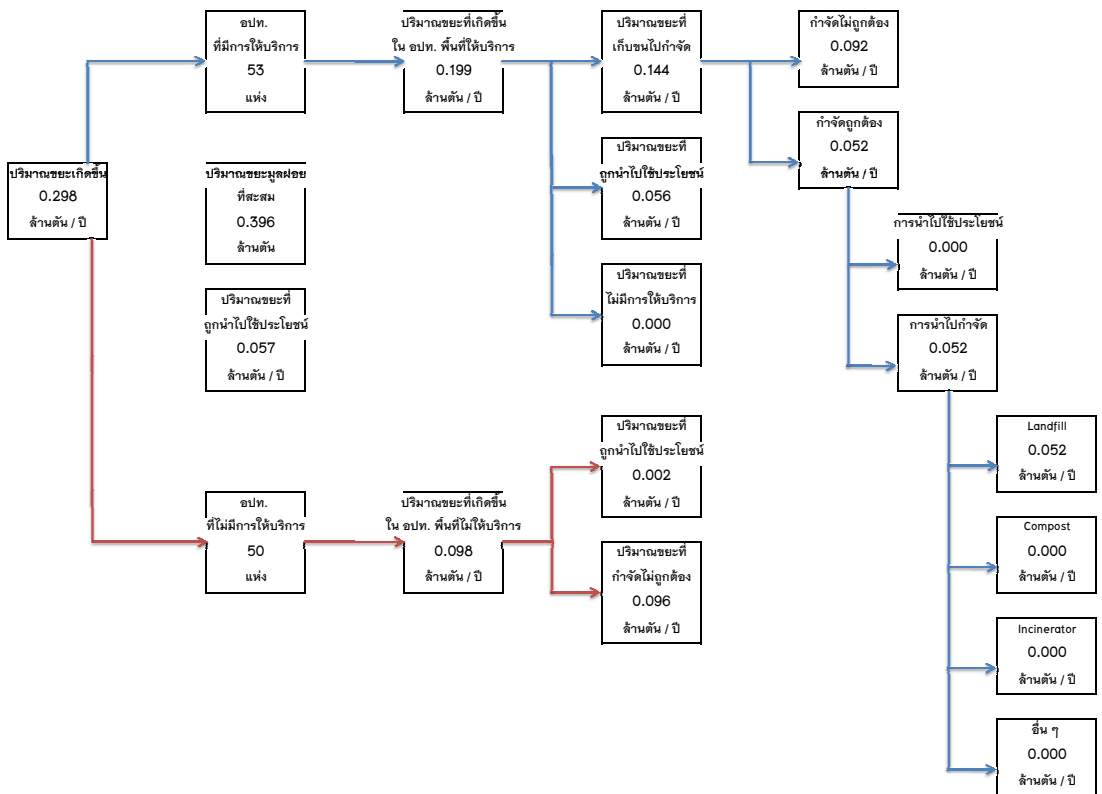 อปท.
ที่มีการให้บริการ
53
แห่ง
ปริมาณขยะที่เกิดขึ้น
ใน อปท. พื้นที่ให้บริการ
0.199
ล้านตัน / ปี
ปริมาณขยะที่
เก็บขนไปกำจัด
0.144
ล้านตัน / ปี
กำจัดไม่ถูกต้อง
0.092
ล้านตัน / ปี
กำจัดถูกต้อง
0.052
ล้านตัน / ปี
ปริมาณขยะเกิดขึ้น
0.298
ล้านตัน / ปี
ปริมาณขยะมูลฝอย
ที่สะสม
0.396
ล้านตัน
ปริมาณขยะที่
ถูกนำไปใช้ประโยชน์
0.056
ล้านตัน / ปี
การนำไปใช้ประโยชน์
0.000
ล้านตัน / ปี
ปริมาณขยะที่
ถูกนำไปใช้ประโยชน์
0.057
ล้านตัน / ปี
ปริมาณขยะที่
ไม่มีการให้บริการ
0.000
ล้านตัน / ปี
การนำไปกำจัด
0.052
ล้านตัน / ปี
ปริมาณขยะที่
ถูกนำไปใช้ประโยชน์
0.002
ล้านตัน / ปี
Landfill
0.052
ล้านตัน / ปี
อปท.
ที่ไม่มีการให้บริการ
50
แห่ง
ปริมาณขยะที่เกิดขึ้น
ใน อปท. พื้นที่ไม่ให้บริการ
0.098
ล้านตัน / ปี
ปริมาณขยะที่
กำจัดไม่ถูกต้อง
0.096
ล้านตัน / ปี
Compost
0.000
ล้านตัน / ปี
Incinerator
0.000
ล้านตัน / ปี
อื่น ๆ
0.000
ล้านตัน / ปี